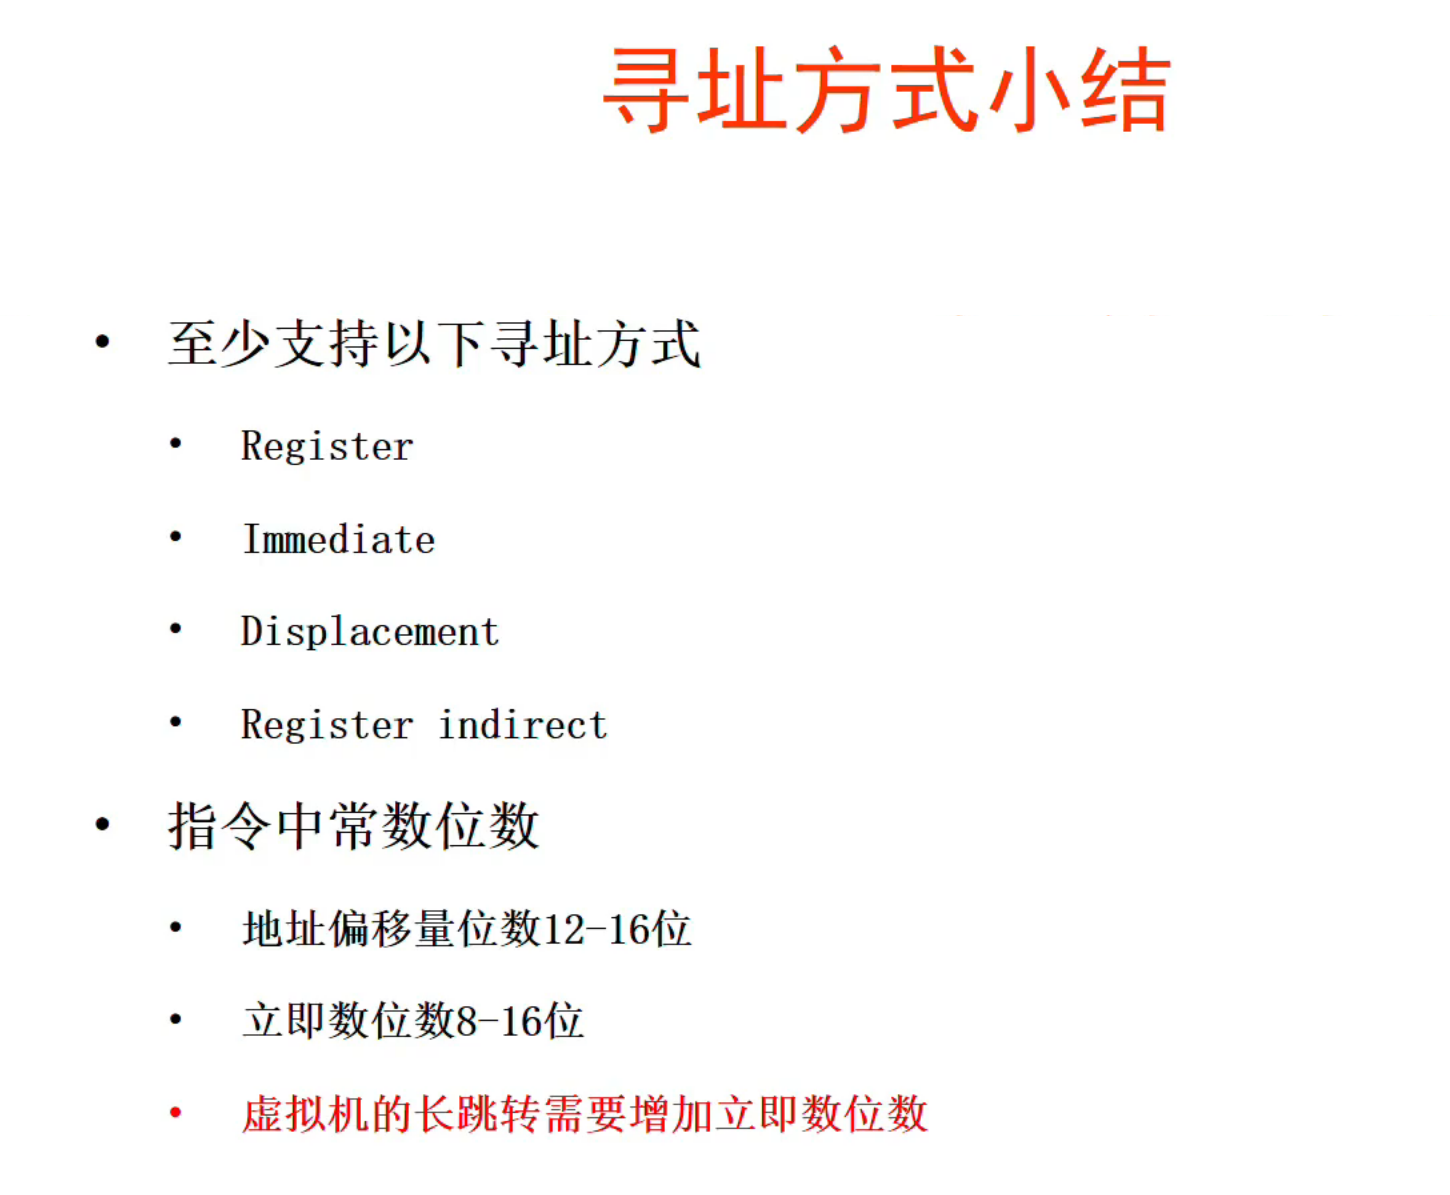 寻址方式小结
• 至少支持以下寻址方式
• Register
• Immediate
• Displacement
• Register indirect
• 指令中常数位数
• 地址偏移量位数12-16位
• 立即数位数8-16位
• 虚拟机的长跳转需要增加立即数位数